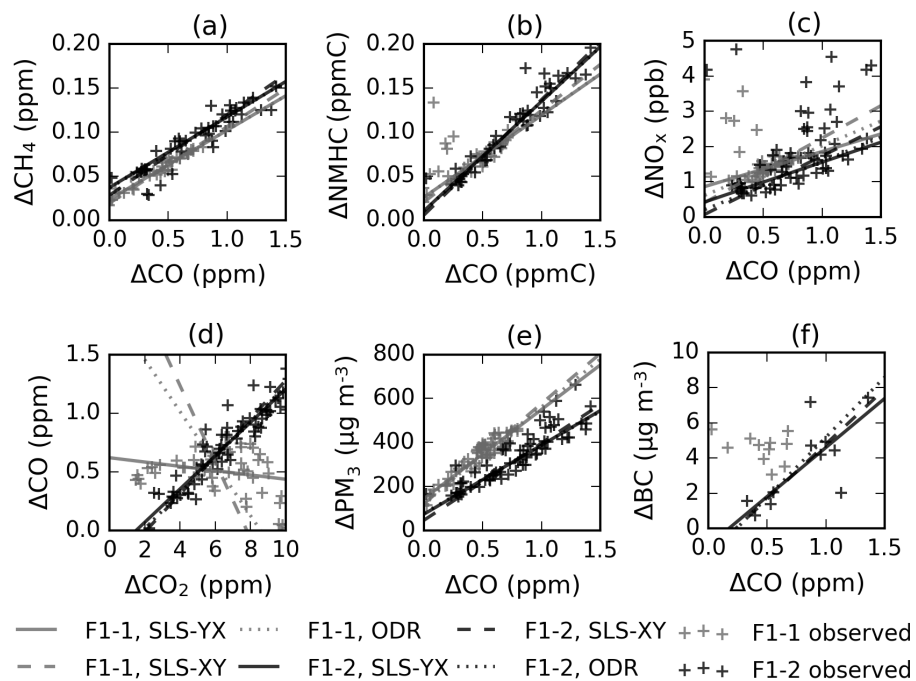 (a) (b) (c)
ΔCH₄ (ppm)
0.20
0.15
0.10
0.05
0.00
0.0 0.5 1.0 1.5
ΔCO (ppm)
ΔNMHC (ppmC)
0.20
0.15
0.10
0.05
0.00
0.0 0.5 1.0 1.5
ΔCO (ppmC)
ΔNOₓ (ppb)
5
4
3
2
1
0
0.0 0.5 1.0 1.5
ΔCO (ppm)
(d) (e) (f)
ΔCO (ppm)
1.5
1.0
0.5
0.0
0 2 4 6 8 10
ΔCO₂ (ppm)
ΔPM₃ (µg m⁻³)
800
600
400
200
0
0.0 0.5 1.0 1.5
ΔCO (ppm)
ΔBC (µg m⁻³)
10
8
6
4
2
0
0.0 0.5 1.0 1.5
ΔCO (ppm)
F1-1, SLS-YX F1-1, ODR F1-2, SLS-XY F1-1 observed
F1-1, SLS-XY F1-2, SLS-YX F1-2, ODR F1-2 observed